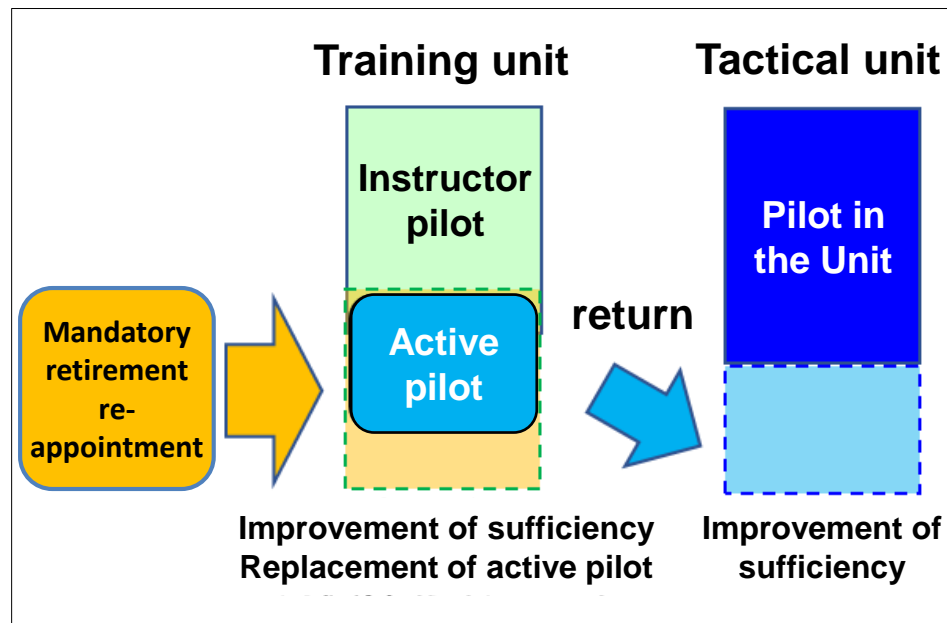 Training unit
Tactical unit
Instructor
pilot
Pilot in
the Unit
Mandatory
retirement
re-
appointment
Active
pilot
return
Improvement of sufficiency
Replacement of active pilot
Improvement of
sufficiency